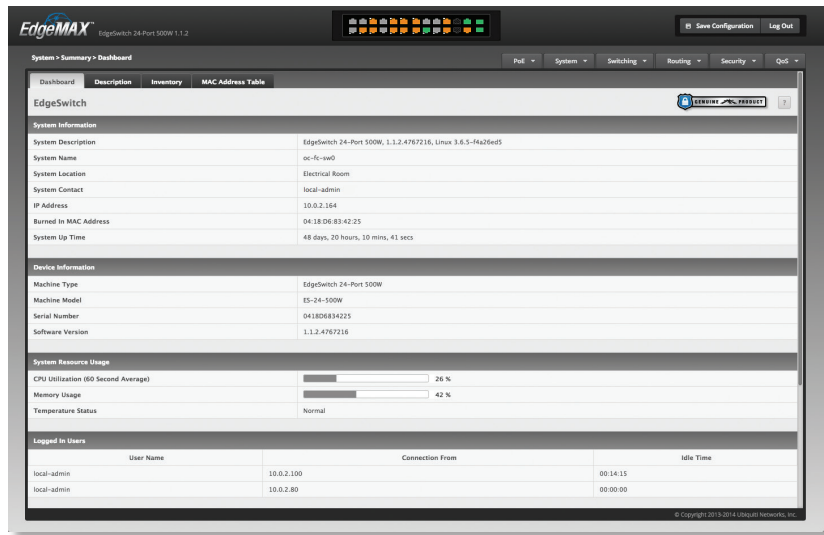 EdgeMAX™ EdgeSwitch 24-Port 500W 1.1.2
Save Configuration Log Out
System > Summary > Dashboard
PoE System Switching Routing Security QoS
Dashboard Description Inventory MAC Address Table
EdgeSwitch
GENUINE PRODUCT ?
System Information
System Description EdgeSwitch 24-Port 500W, 1.1.2.4767216, Linux 3.6.5-f4a26ed5
System Name oc-fc-sw0
System Location Electrical Room
System Contact local-admin
IP Address 10.0.2.164
Burned In MAC Address 04:18:D6:83:42:25
System Up Time 48 days, 20 hours, 10 mins, 41 secs
Device Information
Machine Type EdgeSwitch 24-Port 500W
Machine Model ES-24-500W
Serial Number 0418D6834225
Software Version 1.1.2.4767216
System Resource Usage
CPU Utilization (60 Second Average) 26 %
Memory Usage 42 %
Temperature Status Normal
Logged In Users
User Name Connection From Idle Time
local-admin 10.0.2.100 00:14:15
local-admin 10.0.2.80 00:00:00
© Copyright 2013-2014 Ubiquiti Networks, Inc.